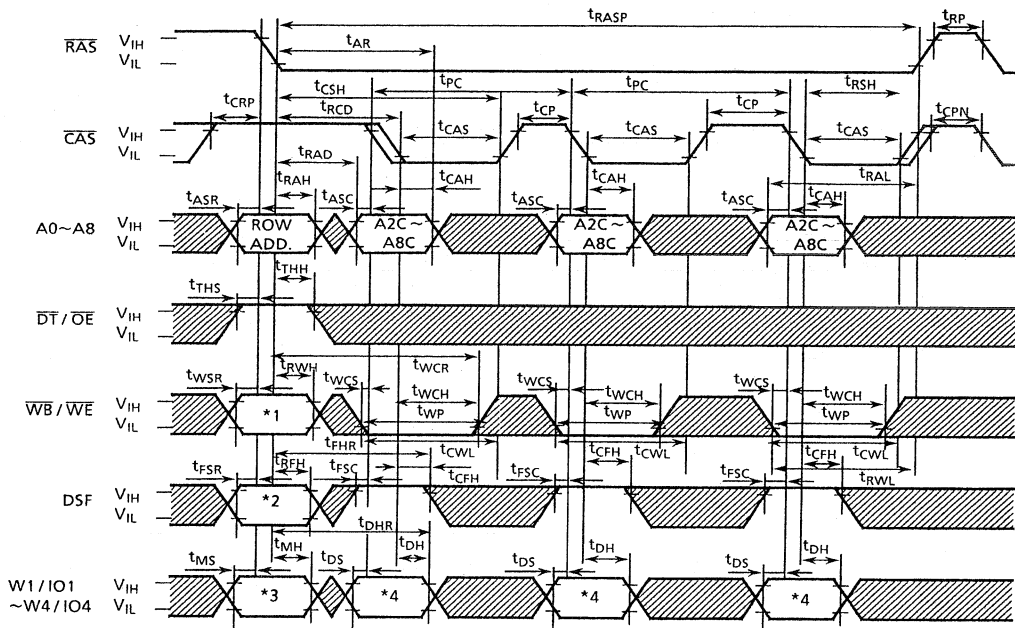 tRASP
tRP
tAR
RAS
VIH
VIL
tCSH
tPC
tPC
tRSH
tCRP
tRCD
tCP
tCP
tCPN
CAS
VIH
VIL
tCAS
tCAS
tCAS
tRAD
tRAH
tCAH
tCAH
tRAL
tCAH
tASR
tASC
tASC
tASC
A0~A8
VIH
VIL
ROW
ADD.
A2C~
A8C
A2C~
A8C
A2C~
A8C
tTHH
tTHS
DT / OE
VIH
VIL
tWCR
tWSR
tRWH
tWCS
tWCH
tWCS
tWCH
tWCS
tWCH
WB / WE
VIH
VIL
*1
tWP
tWP
tWP
tFHR
tCWL
tCWL
tCWL
tFSR
tRFH
tFSC
tCFH
tFSC
tCFH
tFSC
tCFH
tRWL
DSF
VIH
VIL
*2
tDHR
tMS
tMH
tDS
tDH
tDS
tDH
tDS
tDH
W1 / IO1
~W4 / IO4
VIH
VIL
*3
*4
*4
*4